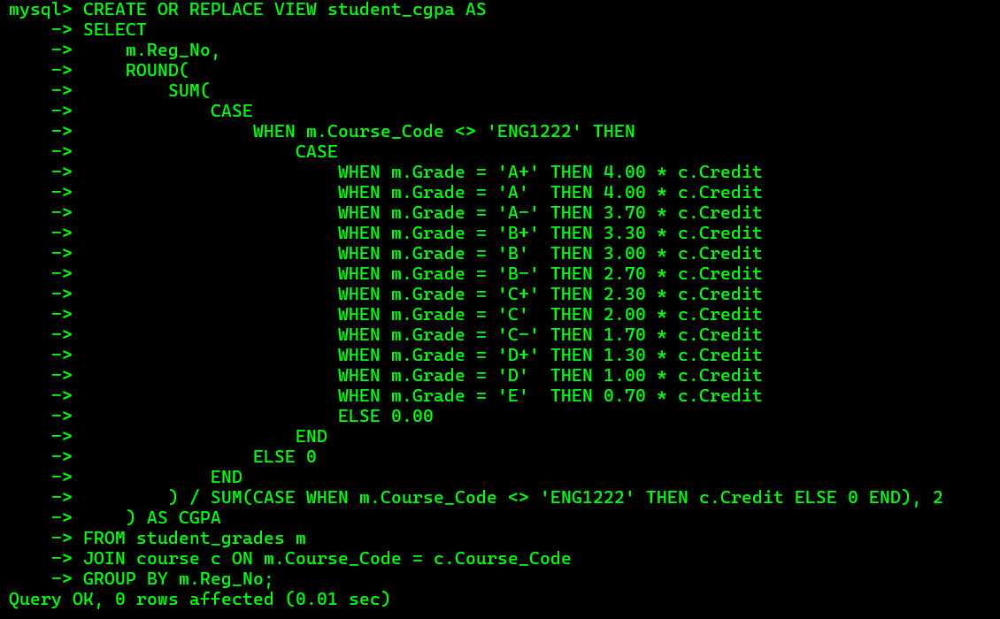 mysql> CREATE OR REPLACE VIEW student_cgpa AS
    -> SELECT
    ->     m.Reg_No,
    ->     ROUND(
    ->         SUM(
    ->             CASE
    ->                 WHEN m.Course_Code <> 'ENG1222' THEN
    ->                     CASE
    ->                         WHEN m.Grade = 'A+' THEN 4.00 * c.Credit
    ->                         WHEN m.Grade = 'A'  THEN 4.00 * c.Credit
    ->                         WHEN m.Grade = 'A-' THEN 3.70 * c.Credit
    ->                         WHEN m.Grade = 'B+' THEN 3.30 * c.Credit
    ->                         WHEN m.Grade = 'B'  THEN 3.00 * c.Credit
    ->                         WHEN m.Grade = 'B-' THEN 2.70 * c.Credit
    ->                         WHEN m.Grade = 'C+' THEN 2.30 * c.Credit
    ->                         WHEN m.Grade = 'C'  THEN 2.00 * c.Credit
    ->                         WHEN m.Grade = 'C-' THEN 1.70 * c.Credit
    ->                         WHEN m.Grade = 'D+' THEN 1.30 * c.Credit
    ->                         WHEN m.Grade = 'D'  THEN 1.00 * c.Credit
    ->                         WHEN m.Grade = 'E'  THEN 0.70 * c.Credit
    ->                         ELSE 0.00
    ->                     END
    ->                 ELSE 0
    ->             END
    ->         ) / SUM(CASE WHEN m.Course_Code <> 'ENG1222' THEN c.Credit ELSE 0 END), 2
    ->     ) AS CGPA
    -> FROM student_grades m
    -> JOIN course c ON m.Course_Code = c.Course_Code
    -> GROUP BY m.Reg_No;
Query OK, 0 rows affected (0.01 sec)